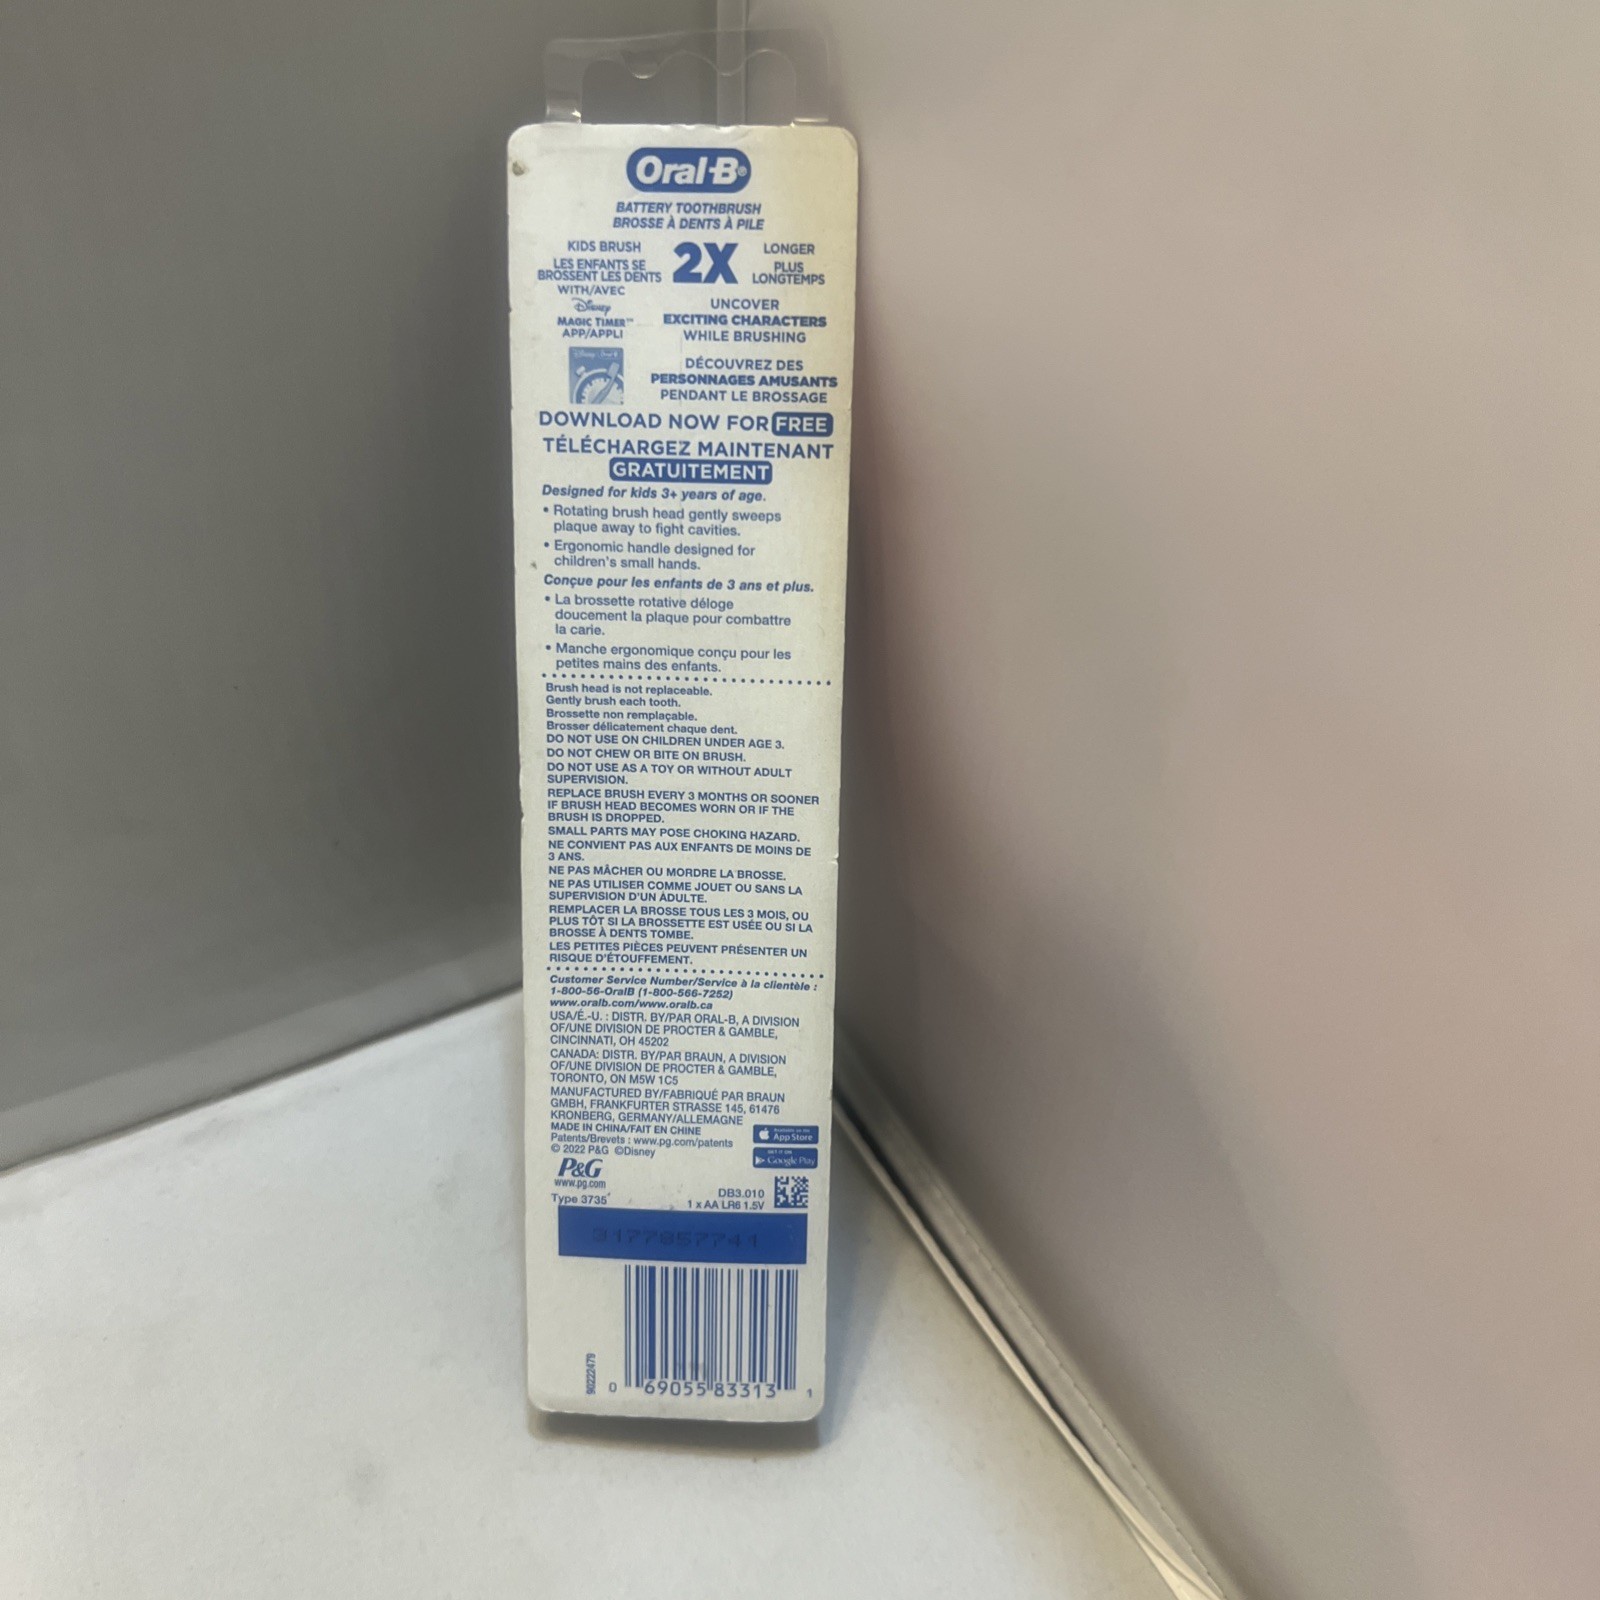 Oral-B®
BATTERY TOOTHBRUSH
BROSSE À DENTS À PILE
KIDS BRUSH
LES ENFANTS SE
BROSSENT LES DENTS
2X
LONGER
PLUS
LONGTEMPS
WITH/AVEC
Disney
MAGIC TIMER™
APP/APPLI
UNCOVER
EXCITING CHARACTERS
WHILE BRUSHING
DÉCOUVREZ DES
PERSONNAGES AMUSANTS
PENDANT LE BROSSAGE
DOWNLOAD NOW FOR FREE
TÉLÉCHARGEZ MAINTENANT
GRATUITEMENT
Designed for kids 3+ years of age.
• Rotating brush head gently sweeps
plaque away to fight cavities.
• Ergonomic handle designed for
children's small hands.
Conçue pour les enfants de 3 ans et plus.
• La brossette rotative déloge
doucement la plaque pour combattre
la carie.
• Manche ergonomique conçu pour les
petites mains des enfants.
Brush head is not replaceable.
Gently brush each tooth.
Brossette non remplaçable.
Brosser délicatement chaque dent.
DO NOT USE ON CHILDREN UNDER AGE 3.
DO NOT CHEW OR BITE ON BRUSH.
DO NOT USE AS A TOY OR WITHOUT ADULT
SUPERVISION.
REPLACE BRUSH EVERY 3 MONTHS OR SOONER
IF BRUSH HEAD BECOMES WORN OR IF THE
BRUSH IS DROPPED.
SMALL PARTS MAY POSE CHOKING HAZARD.
NE CONVIENT PAS AUX ENFANTS DE MOINS DE
3 ANS.
NE PAS MÂCHER OU MORDRE LA BROSSE.
NE PAS UTILISER COMME JOUET OU SANS LA
SUPERVISION D'UN ADULTE.
REMPLACER LA BROSSE TOUS LES 3 MOIS, OU
PLUS TÔT SI LA BROSSETTE EST USÉE OU SI LA
BROSSE À DENTS TOMBE.
LES PETITES PIÈCES PEUVENT PRÉSENTER UN
RISQUE D'ÉTOUFFEMENT.
Customer Service Number/Service à la clientèle :
1-800-56-OralB (1-800-566-7252)
www.oralb.com/www.oralb.ca
USA/É.-U. : DISTR. BY/PAR ORAL-B, A DIVISION
OF/UNE DIVISION DE PROCTER & GAMBLE,
CINCINNATI, OH 45202
CANADA: DISTR. BY/PAR BRAUN, A DIVISION
OF/UNE DIVISION DE PROCTER & GAMBLE,
TORONTO, ON M5W 1C5
MANUFACTURED BY/FABRIQUÉ PAR BRAUN
GMBH, FRANKFURTER STRASSE 145, 61476
KRONBERG, GERMANY/ALLEMAGNE
MADE IN CHINA/FAIT EN CHINE
Patents/Brevets : www.pg.com/patents
© 2022 P&G ©Disney
Available on the
App Store
GET IT ON
Google Play
P&G
www.pg.com
Type 3735
DB3.010
1 x AA LR6 1.5V
90222479
0 69055 83313 1